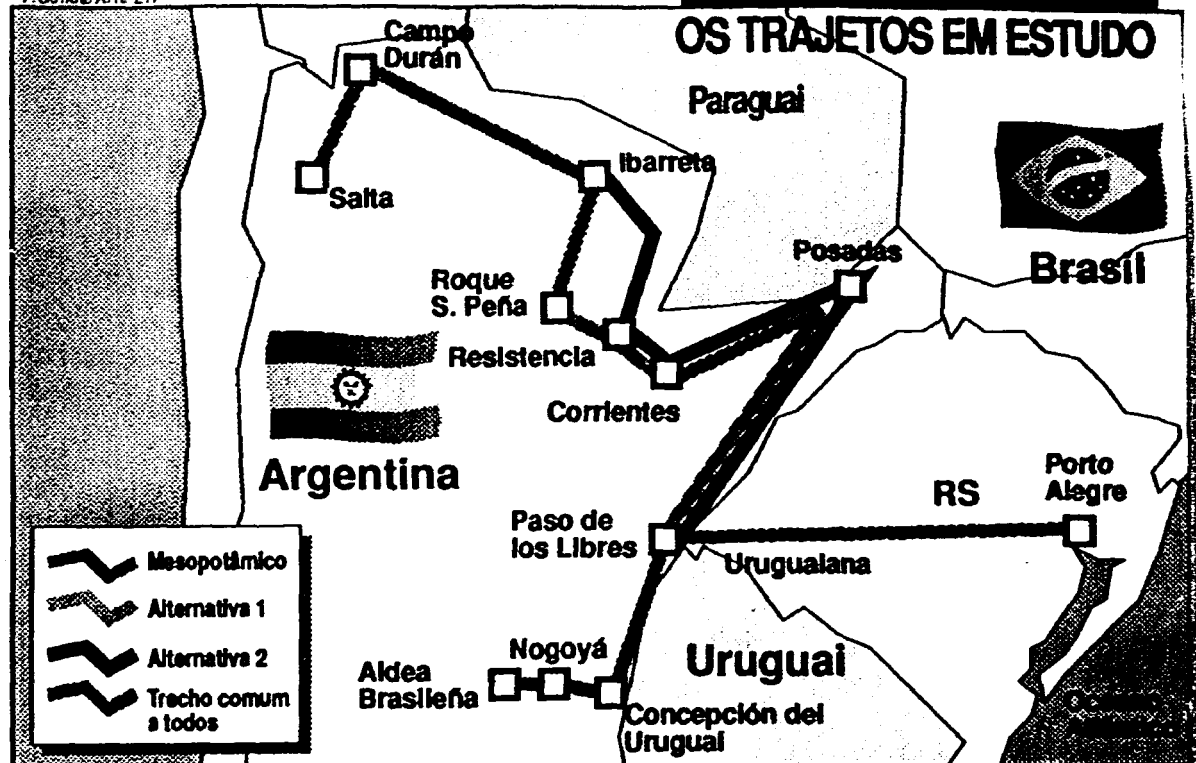 OS TRAJETOS EM ESTUDO
Campo
Durán
Paraguai
Ibarreta
Salta
Posadas
Brasil
Roque
S. Peña
Resistencia
Corrientes
Argentina
Porto
Alegre
RS
Paso de
los Libres
Uruguaiana
Mesopotâmico
Alternativa 1
Alternativa 2
Trecho comum
a todos
Nogoyá
Aldea
Brasileña
Uruguai
Concepción del
Uruguai